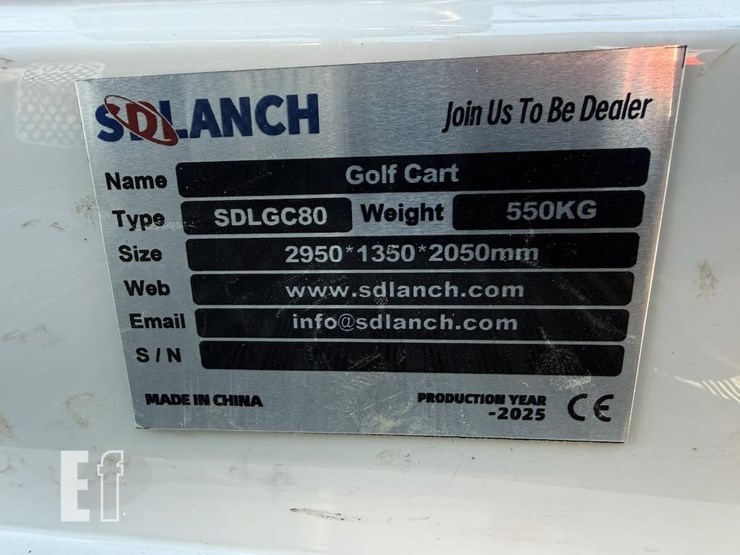 SDLANCH Join Us To Be Dealer
Name Golf Cart
Type SDLGC80 Weight 550KG
Size 2950*1350*2050mm
Web www.sdlanch.com
Email info@sdlanch.com
S/N
MADE IN CHINA PRODUCTION YEAR
-2025 CE
Ef